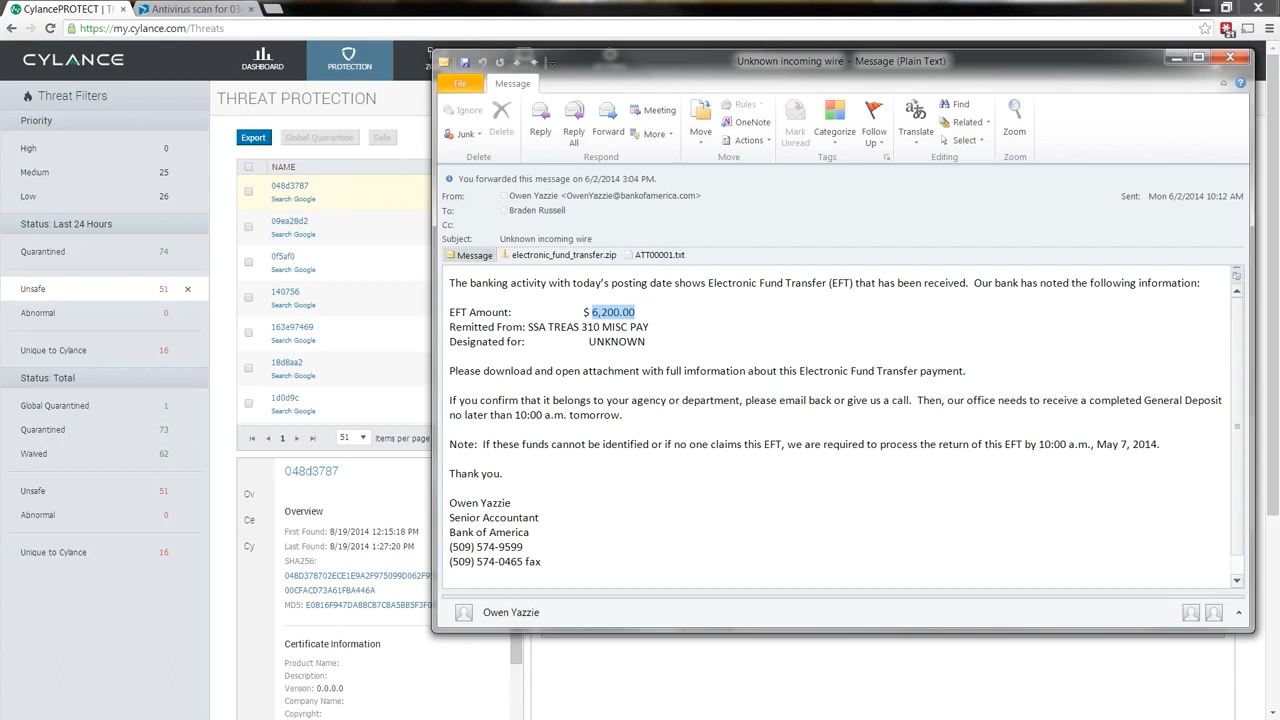 CylancePROTECT
Antivirus scan for 03
https://my.cylance.com/Threats
21
CYLANCE
DASHBOARD
PROTECTION
Threat Filters
Priority
High 0
Medium 25
Low 26
Status: Last 24 Hours
Quarantined 74
Unsafe 51
Abnormal 0
Unique to Cylance 16
Status: Total
Global Quarantined 1
Quarantined 73
Waived 62
Unsafe 51
Abnormal 0
Unique to Cylance 16
THREAT PROTECTION
Export Global Quarantine Safe
NAME
048d3787
Search Google
09ea28d2
Search Google
0f5af0
Search Google
140756
Search Google
163e97469
Search Google
18d8aa2
Search Google
1d0d9c
Search Google
1 51 items per page
048d3787
Ov
Ce
Cy
Overview
First Found: 8/19/2014 12:15:18 PM
Last Found: 8/19/2014 1:27:20 PM
SHA256:
048D378702ECE1E9A2F975099D062F9
00CFACD73A61F8A446A
MD5: E0816F947DA88C87C8A5BB5F3F
Certificate Information
Product Name:
Description:
Version: 0.0.0.0
Company Name:
Copyright:
Unknown incoming wire – Message (Plain Text)
File Message
Ignore
Junk
Delete
Delete
Reply
Reply All
Forward
Meeting
More
Respond
Move
Rules
OneNote
Actions
Move
Mark Unread
Categorize
Follow Up
Tags
Translate
Find
Related
Select
Editing
Zoom
Zoom
You forwarded this message on 6/2/2014 3:04 PM.
From: Owen Yazzie <OwenYazzie@bankofamerica.com> Sent: Mon 6/2/2014 10:12 AM
To: Braden Russell
Cc:
Subject: Unknown incoming wire
Message electronic_fund_transfer.zip ATT00001.txt
The banking activity with today's posting date shows Electronic Fund Transfer (EFT) that has been received. Our bank has noted the following information:
EFT Amount: $ 6,200.00
Remitted From: SSA TREAS 310 MISC PAY
Designated for: UNKNOWN
Please download and open attachment with full imformation about this Electronic Fund Transfer payment.
If you confirm that it belongs to your agency or department, please email back or give us a call. Then, our office needs to receive a completed General Deposit
no later than 10:00 a.m. tomorrow.
Note: If these funds cannot be identified or if no one claims this EFT, we are required to process the return of this EFT by 10:00 a.m., May 7, 2014.
Thank you.
Owen Yazzie
Senior Accountant
Bank of America
(509) 574-9599
(509) 574-0465 fax
Owen Yazzie